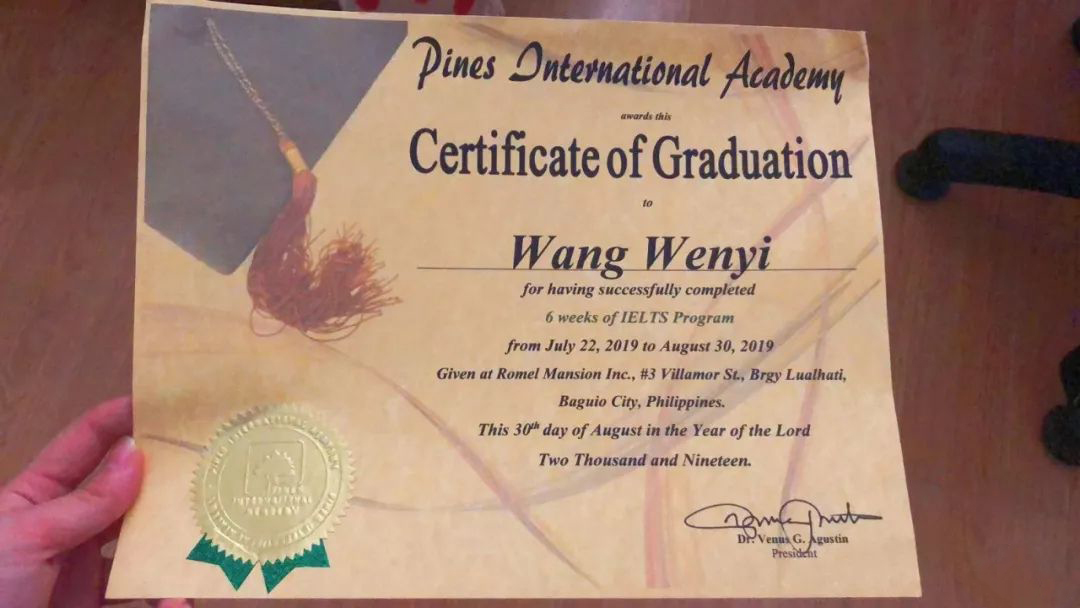 Pines International Academy
awards this
Certificate of Graduation
to
Wang Wenyi
for having successfully completed
6 weeks of IELTS Program
from July 22, 2019 to August 30, 2019
Given at Romel Mansion Inc., #3 Villamor St., Brgy Lualhati,
Baguio City, Philippines.
This 30th day of August in the Year of the Lord
Two Thousand and Nineteen.
Dr. Venus G. Agustin
President
PINES
INTERNATIONAL
ACADEMY